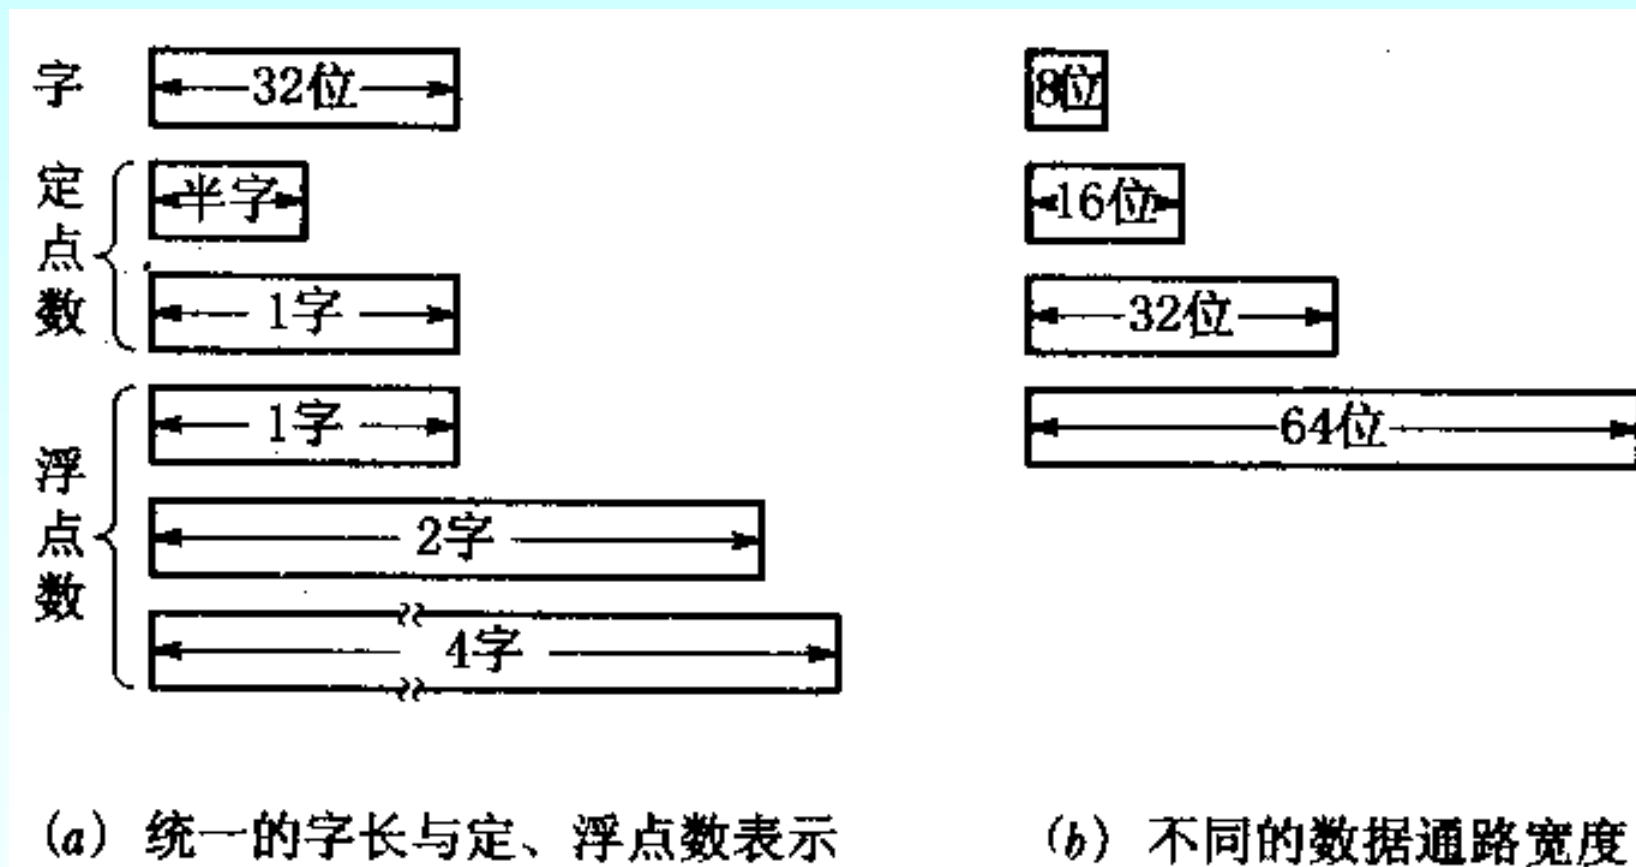 字
32位
定点数
半字
1字
浮点数
1字
2字
4字
(a) 统一的字长与定、浮点数表示
8位
16位
32位
64位
(b) 不同的数据通路宽度